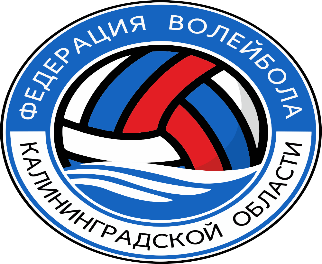 ФЕДЕРАЦИЯ ВОЛЕЙБОЛА
КАЛИНИНГРАДСКОЙ ОБЛАСТИ